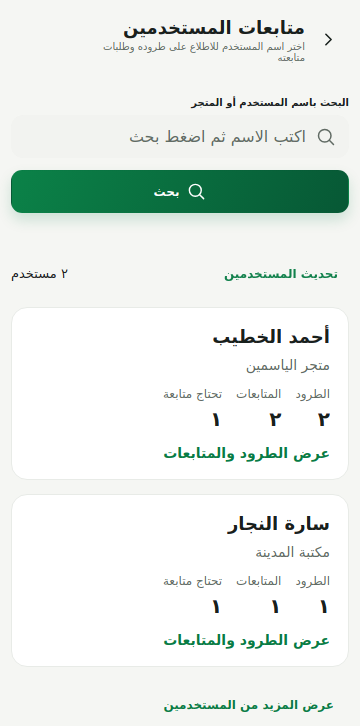 متابعات المستخدمين
اختر اسم المستخدم للاطلاع على طروده وطلبات
متابعته
البحث باسم المستخدم أو المتجر
اكتب الاسم ثم اضغط بحث
بحث
تحديث المستخدمين
٢ مستخدم
أحمد الخطيب
متجر الياسمين
الطرود المتابعات تحتاج متابعة
٢ ٢ ١
عرض الطرود والمتابعات
سارة النجار
مكتبة المدينة
الطرود المتابعات تحتاج متابعة
١ ١ ١
عرض الطرود والمتابعات
عرض المزيد من المستخدمين